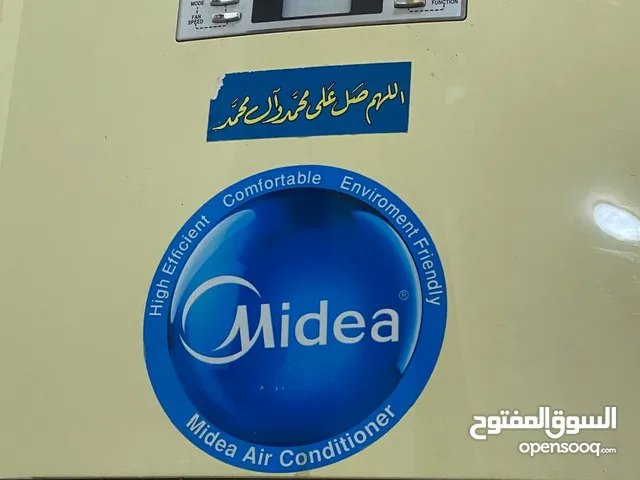 MODE
FAN
SPEED
FUNCTION
اللهم صل على محمد وآل محمد
High Efficient Comfortable Enviroment Friendly
Midea®
Midea Air Conditioner
السوق المفتوح
opensooq.com